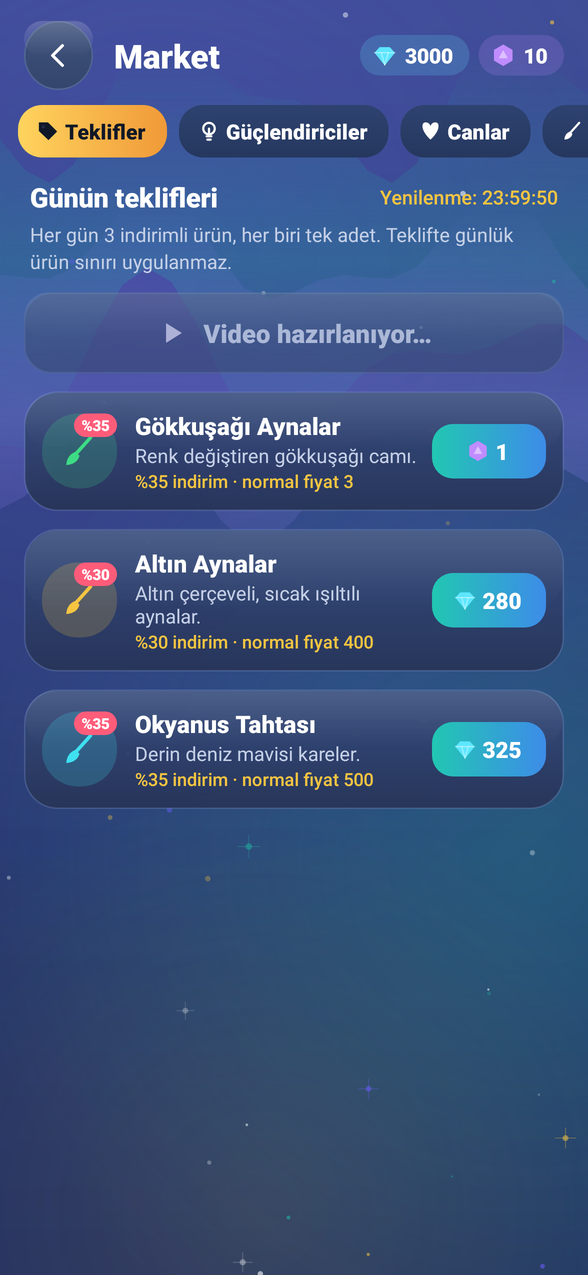 Market
3000
10
Teklifler
Güçlendiriciler
Canlar
Günün teklifleri
Yenilenme: 23:59:50
Her gün 3 indirimli ürün, her biri tek adet. Teklifte günlük
ürün sınırı uygulanmaz.
Video hazırlanıyor...
%35
Gökkuşağı Aynalar
Renk değiştiren gökkuşağı camı.
%35 indirim · normal fiyat 3
1
%30
Altın Aynalar
Altın çerçeveli, sıcak ışıltılı
aynalar.
%30 indirim · normal fiyat 400
280
%35
Okyanus Tahtası
Derin deniz mavisi kareler.
%35 indirim · normal fiyat 500
325